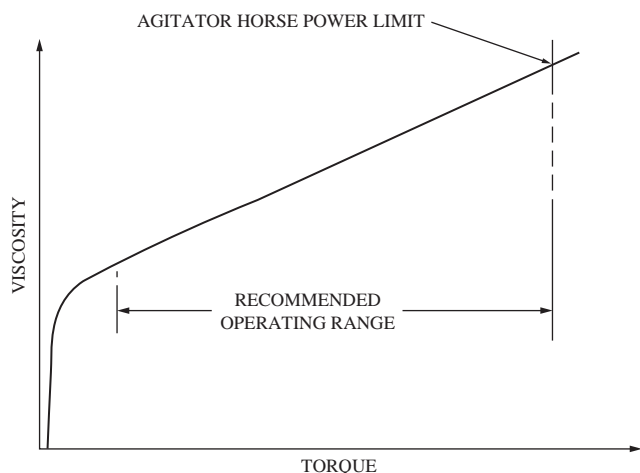 AGITATOR HORSE POWER LIMIT
VISCOSITY
RECOMMENDED
OPERATING RANGE
TORQUE